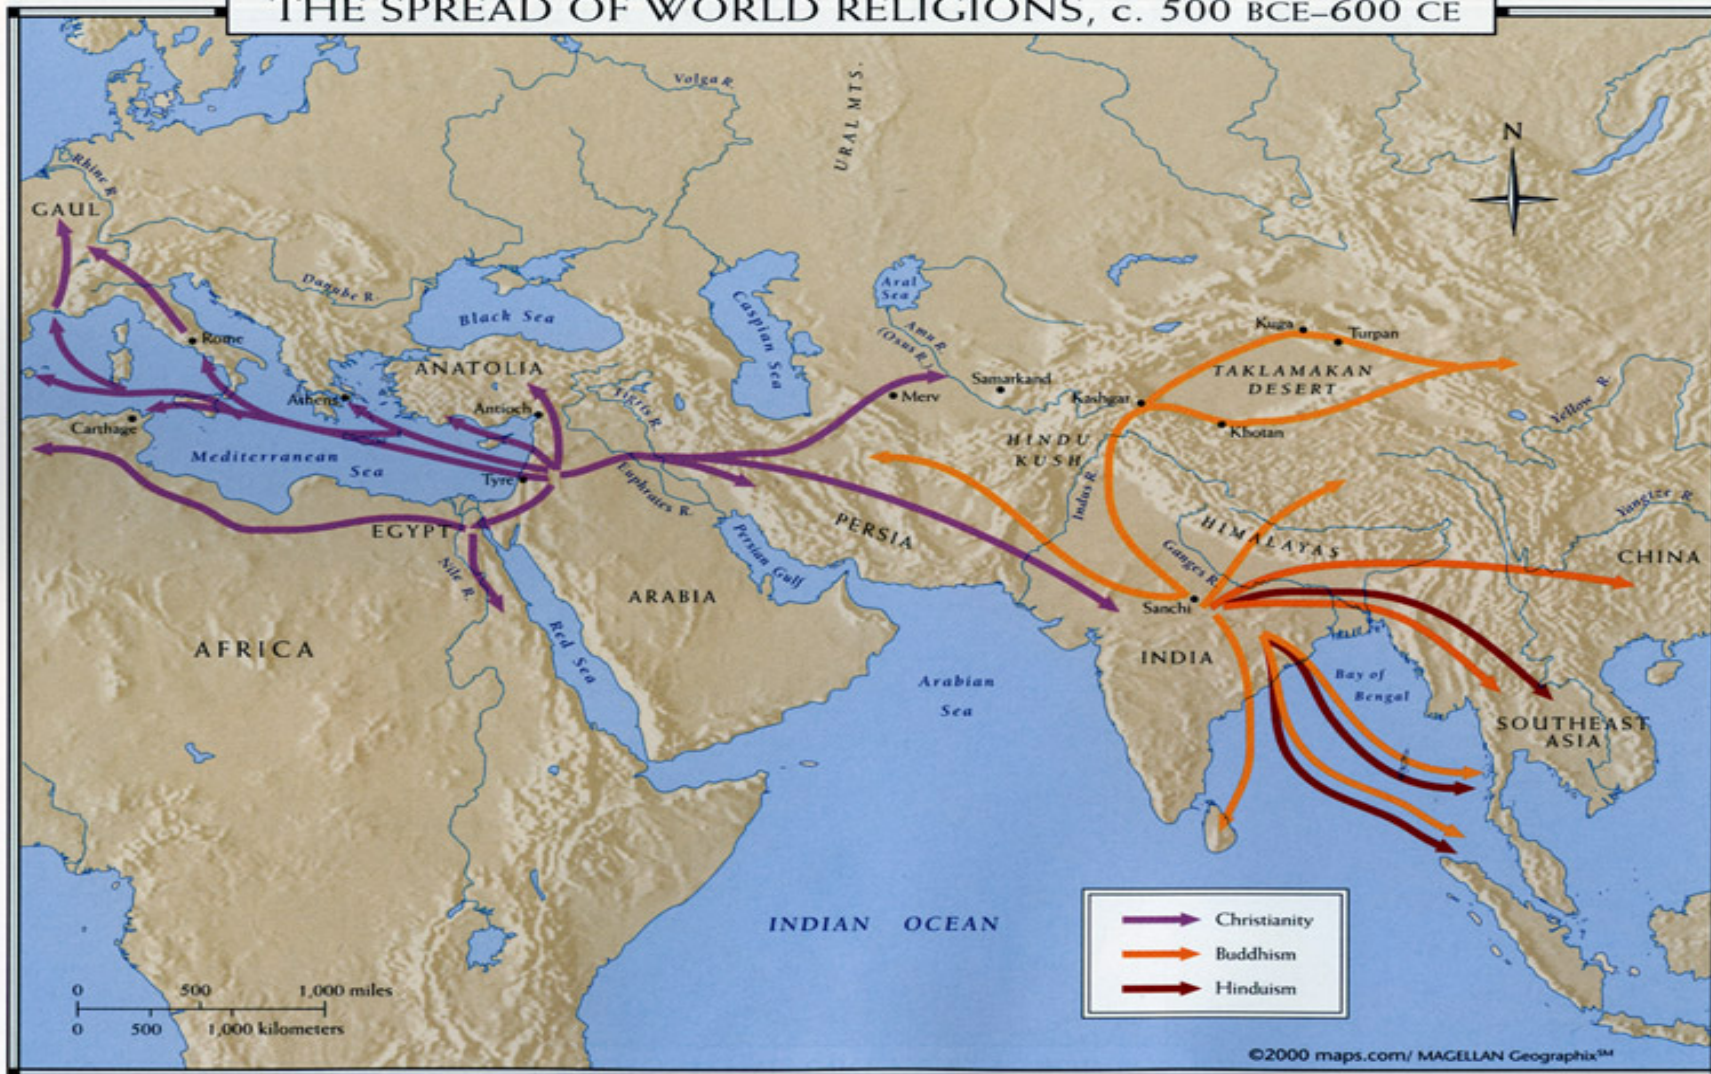 THE SPREAD OF WORLD RELIGIONS, c. 500 BCE–600 CE
Volga R.
URAL MTS.
N
Rhine R.
GAUL
Danube R.
Aral
Sea
Black Sea
Caspian Sea
Rome
Amu R.
(Oxus R.)
Kuga
Turpan
ANATOLIA
TAKLAMAKAN
DESERT
Samarkand
Merv
Kashgar
Yellow R.
Athens
Antioch
Tigris R.
Carthage
Khotan
HINDU
KUSH
Mediterranean
Sea
Tyre
Euphrates R.
Indus R.
Yangtze R.
EGYPT
PERSIA
HIMALAYAS
Persian Gulf
Ganges R.
CHINA
Nile R.
ARABIA
Sanchi
AFRICA
Red Sea
INDIA
Arabian
Sea
Bay of
Bengal
SOUTHEAST
ASIA
INDIAN OCEAN
Christianity
Buddhism
Hinduism
0 500 1,000 miles
0 500 1,000 kilometers
©2000 maps.com/ MAGELLAN Geographix℠